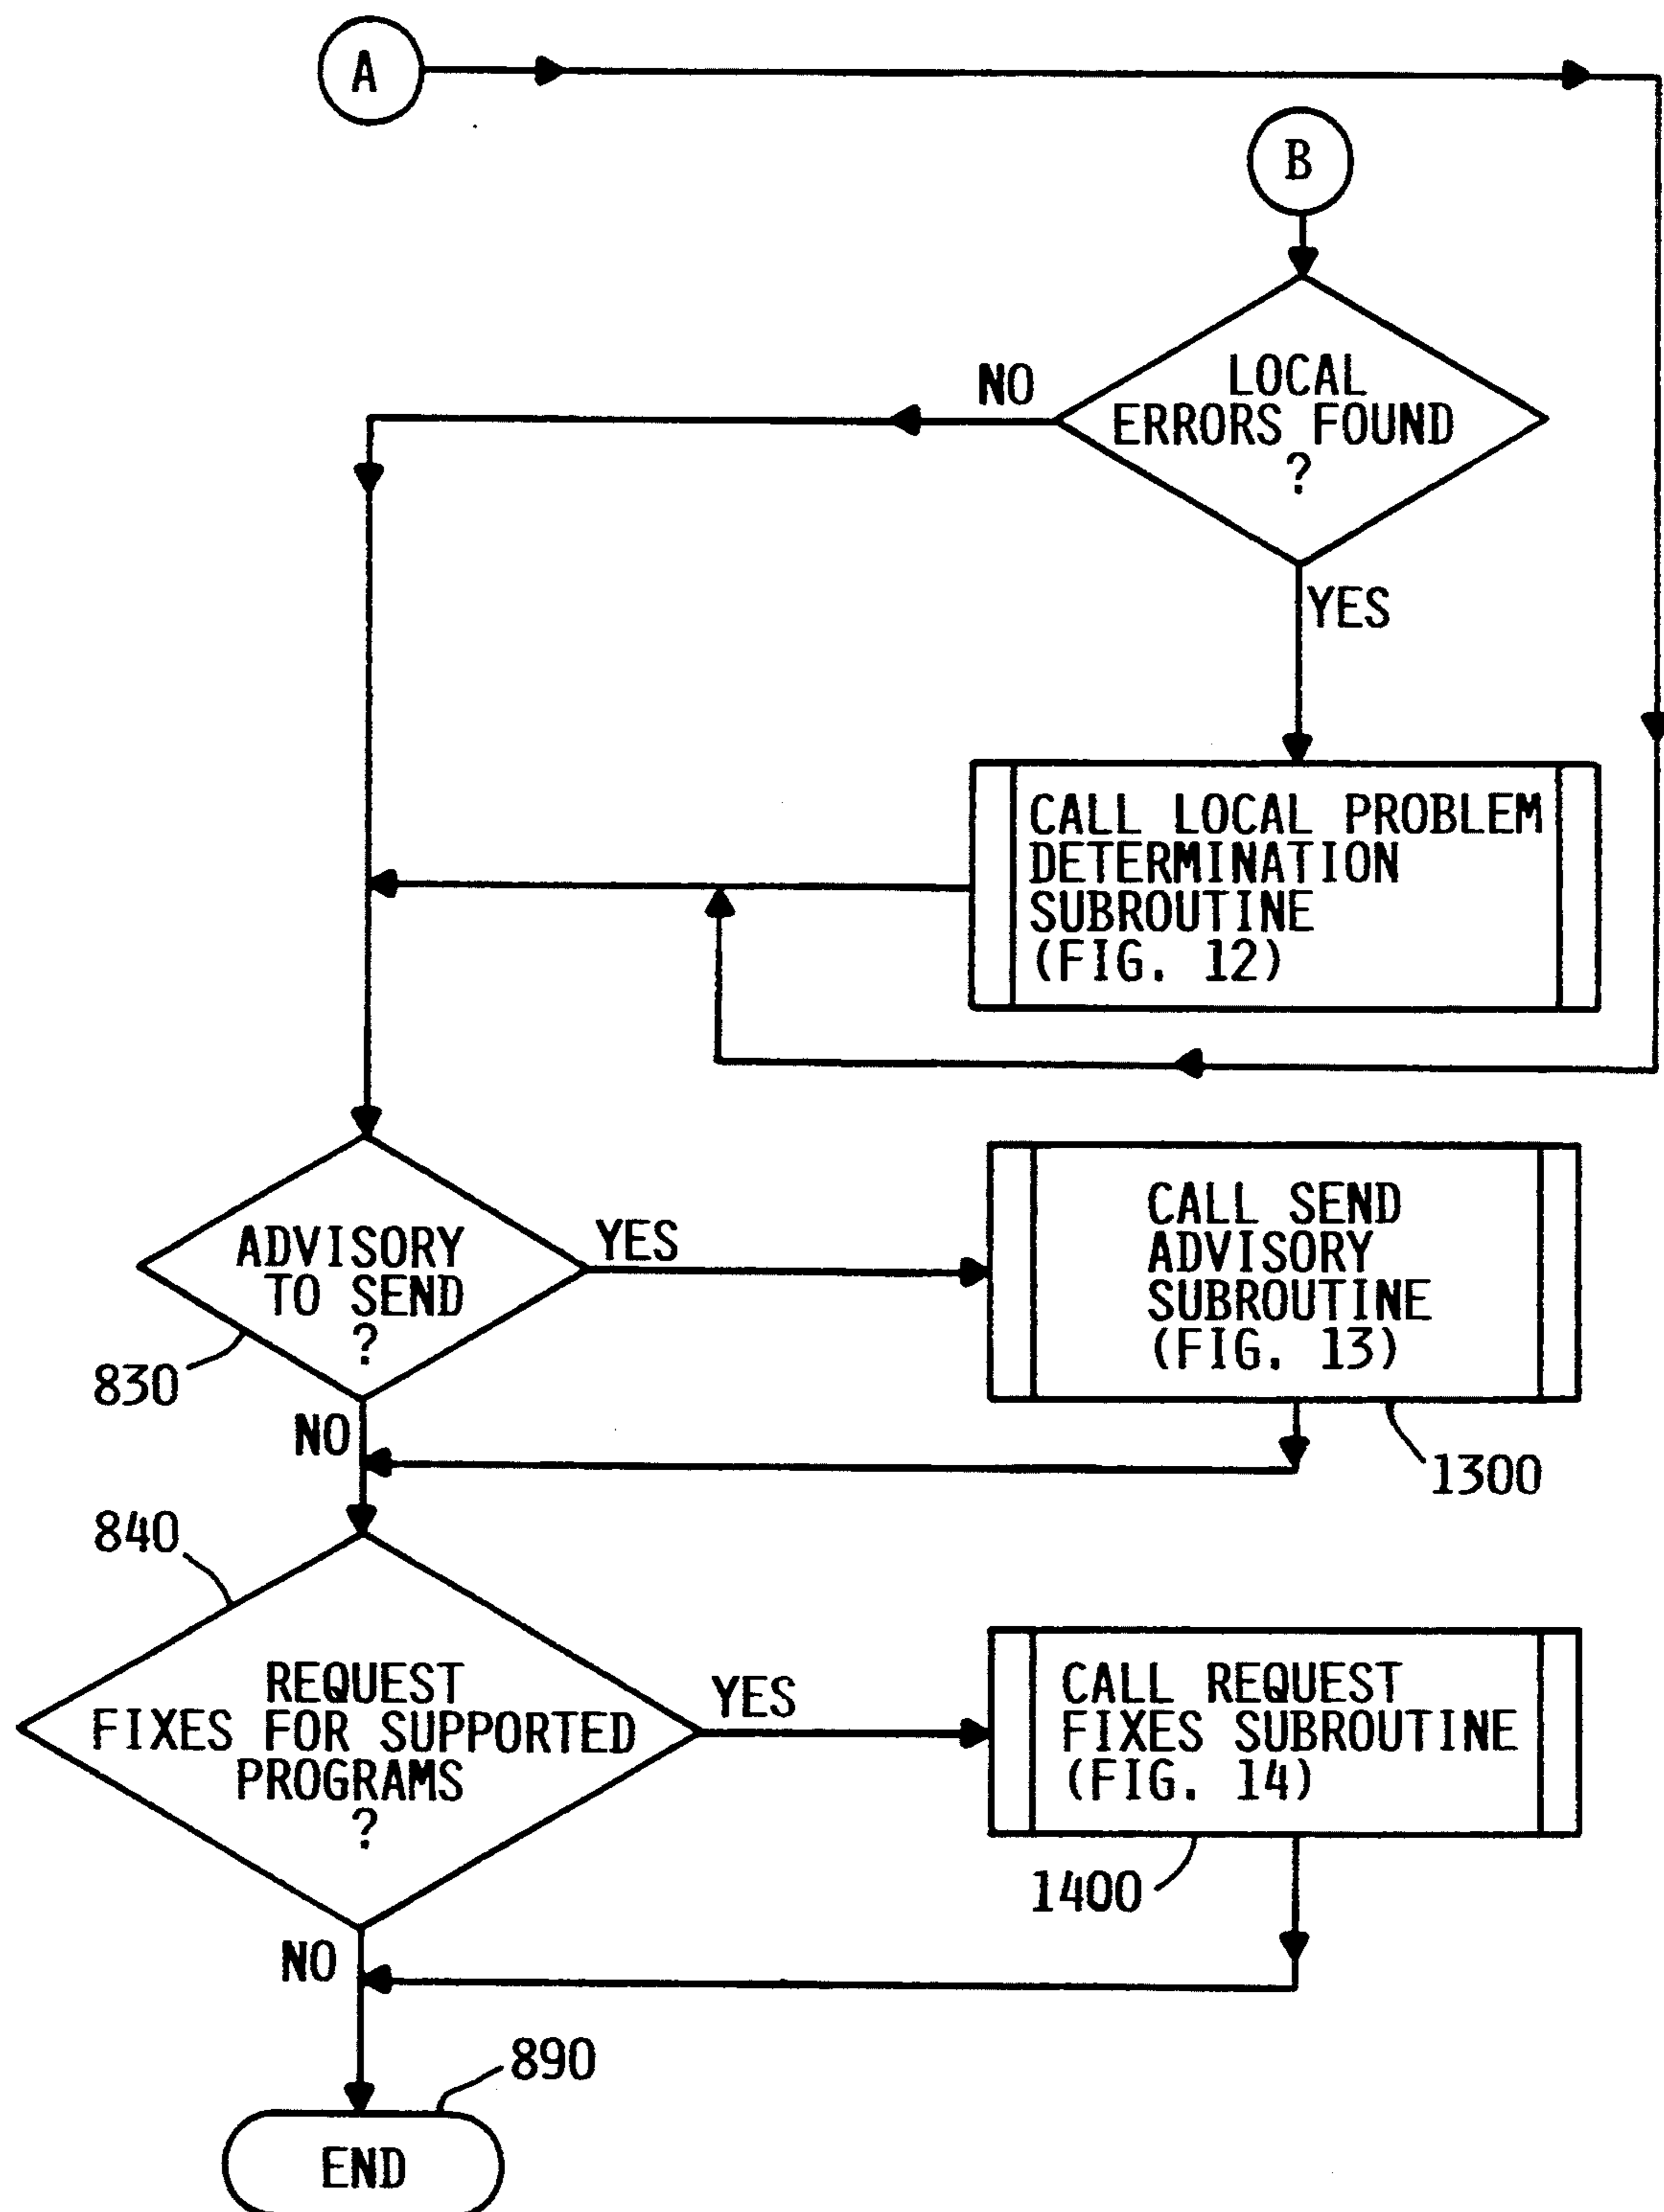 A
B
NO
LOCAL
ERRORS FOUND
?
YES
CALL LOCAL PROBLEM
DETERMINATION
SUBROUTINE
(FIG. 12)
ADVISORY
TO SEND
?
YES
830
NO
CALL SEND
ADVISORY
SUBROUTINE
(FIG. 13)
1300
840
REQUEST
FIXES FOR SUPPORTED
PROGRAMS
?
YES
CALL REQUEST
FIXES SUBROUTINE
(FIG. 14)
1400
NO
890
END